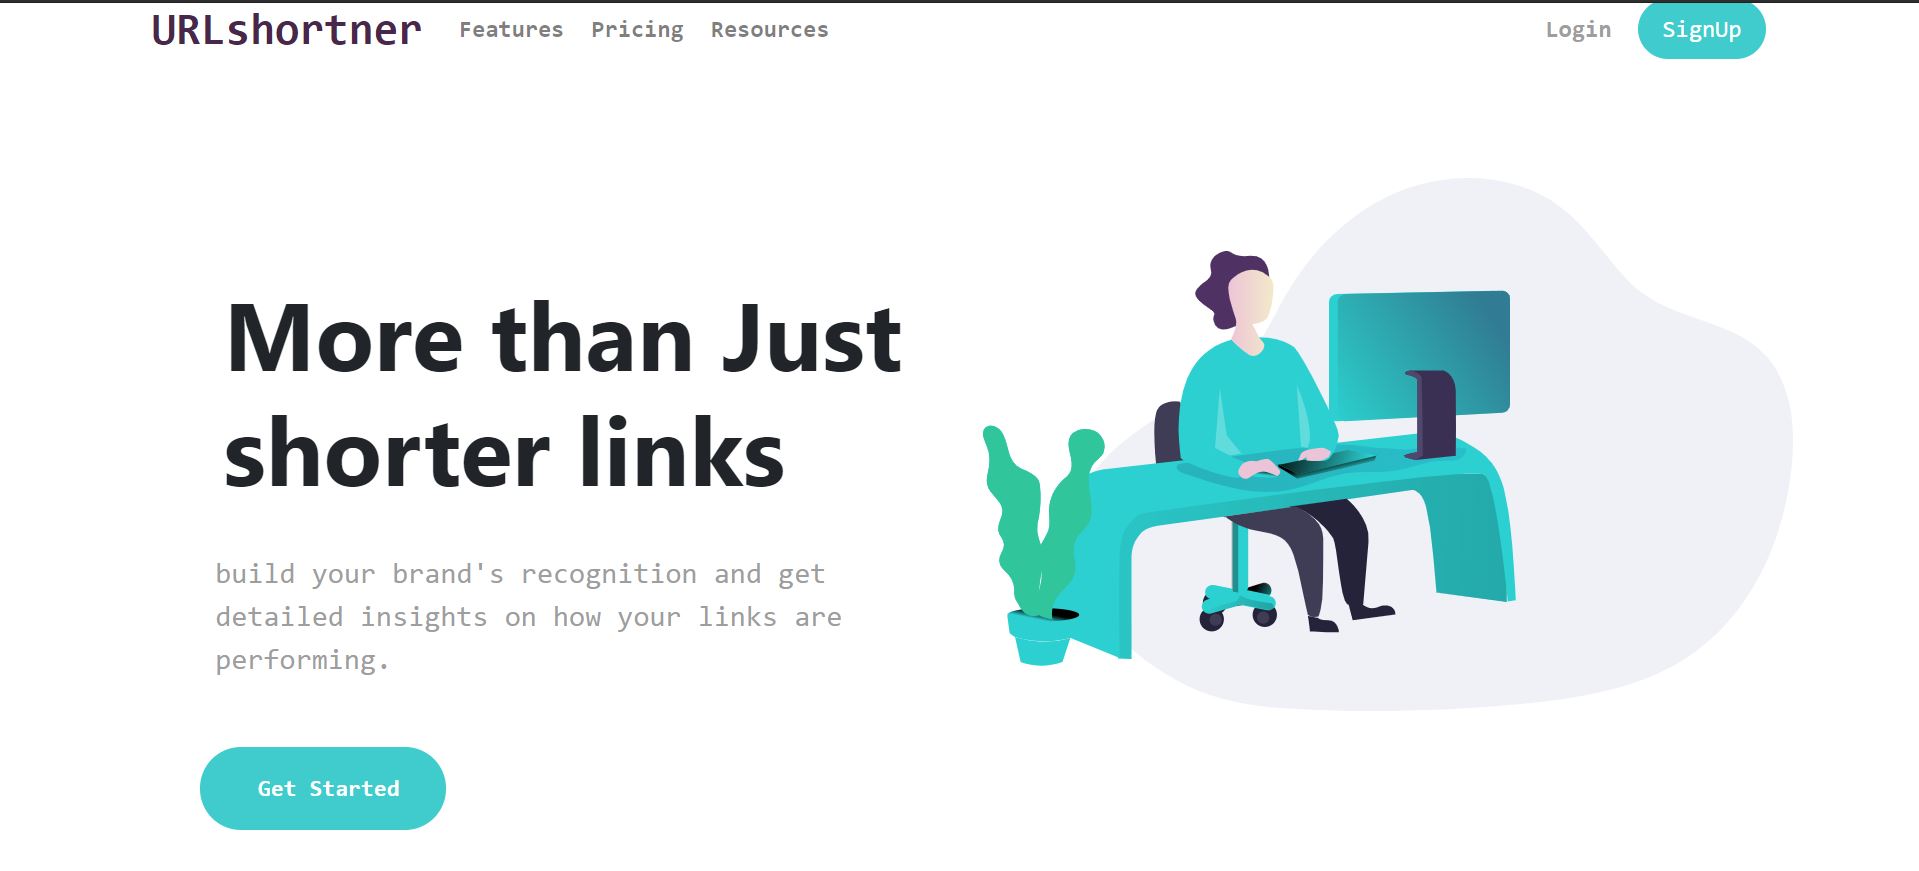 URLshortner Features Pricing Resources Login SignUp
More than Just
shorter links
build your brand's recognition and get
detailed insights on how your links are
performing.
Get Started